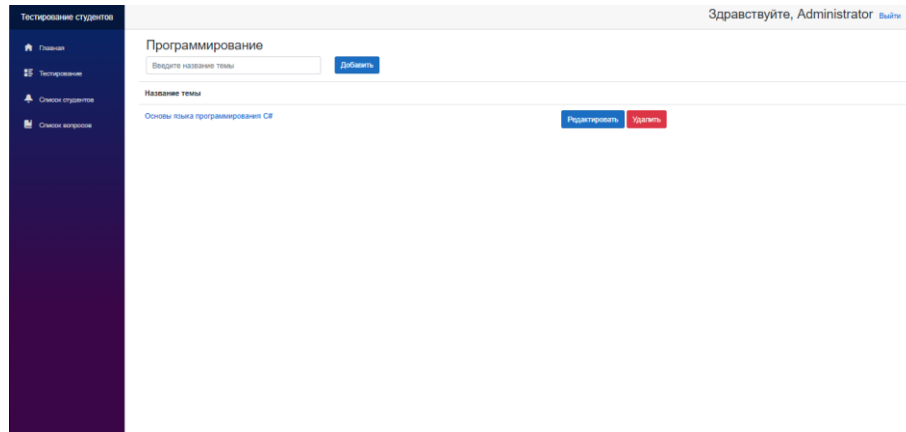 Тестирование студентов
Здравствуйте, Administrator Выйти
Главная
Тестирование
Список студентов
Список вопросов
Программирование
Введите название темы
Добавить
Название темы
Основы языка программирования C#
Редактировать
Удалить